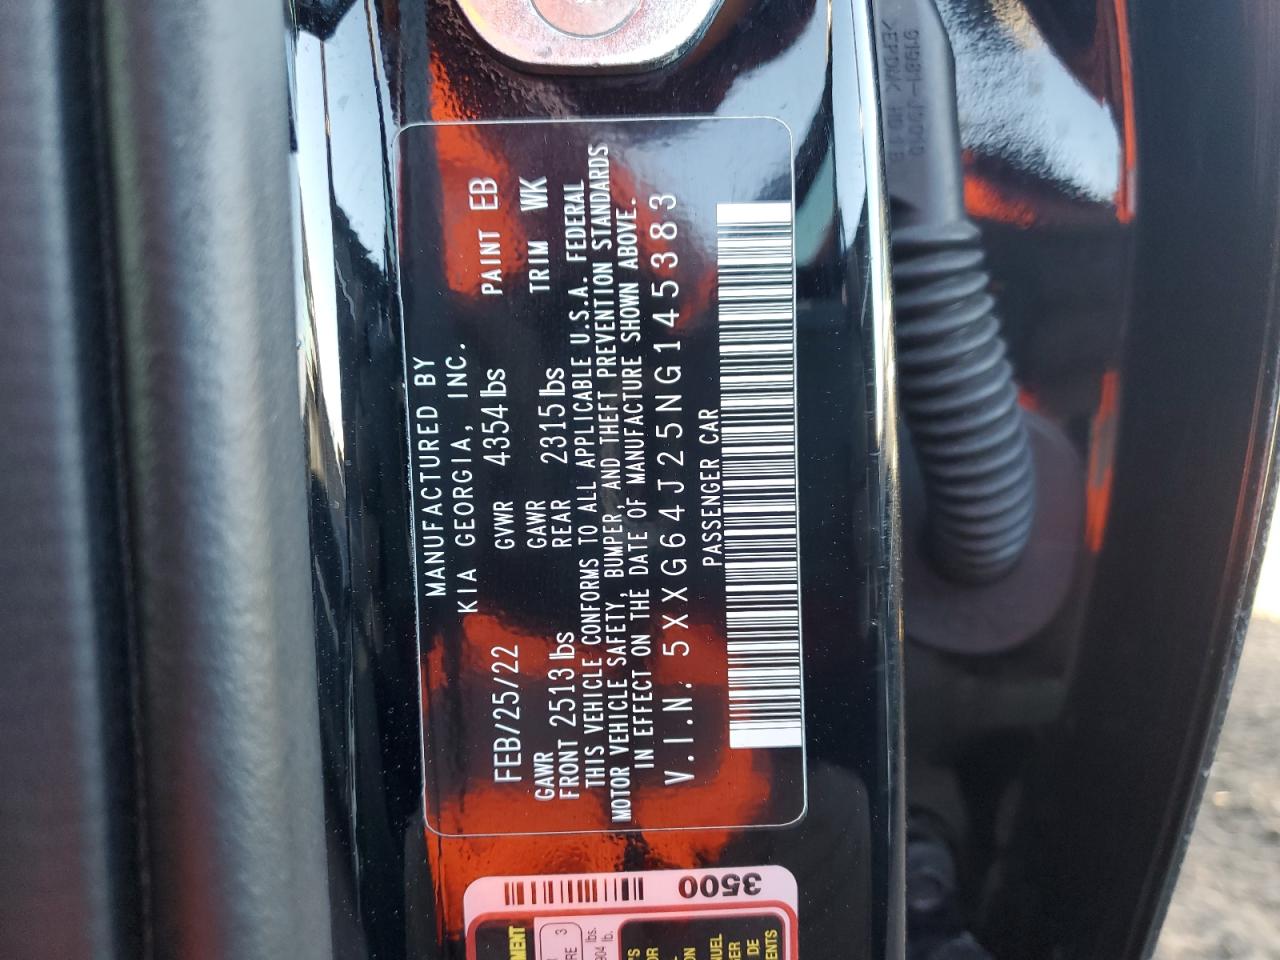 MANUFACTURED BY
KIA GEORGIA, INC.
FEB/25/22 GVWR 4354 lbs PAINT EB
GAWR FRONT 2513 lbs GAWR REAR 2315 lbs TRIM WK
THIS VEHICLE CONFORMS TO ALL APPLICABLE U.S.A. FEDERAL
MOTOR VEHICLE SAFETY, BUMPER, AND THEFT PREVENTION STANDARDS
IN EFFECT ON THE DATE OF MANUFACTURE SHOWN ABOVE.
V.I.N. 5XXG64J25NG145383
PASSENGER CAR
3500